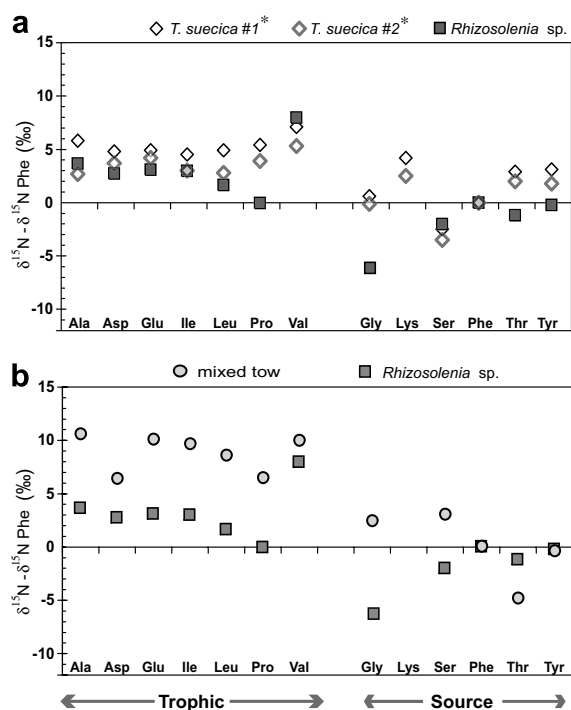 a
T. suecica #1* T. suecica #2* Rhizosolenia sp.
δ15N - δ15N Phe (‰)
15
10
5
0
-5
-10
Ala Asp Glu Ile Leu Pro Val Gly Lys Ser Phe Thr Tyr
b
mixed tow Rhizosolenia sp.
δ15N - δ15N Phe (‰)
15
10
5
0
-5
-10
Ala Asp Glu Ile Leu Pro Val Gly Lys Ser Phe Thr Tyr
Trophic Source